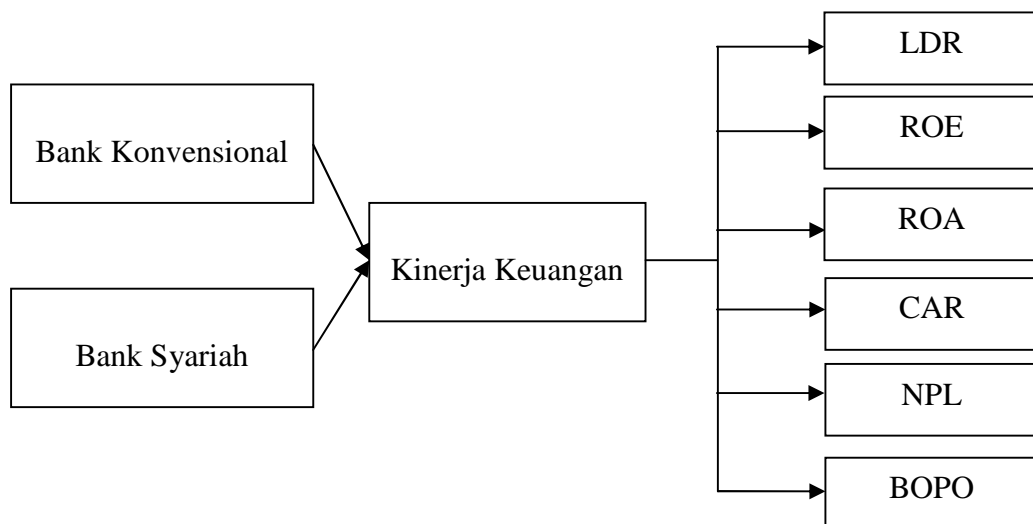 Bank Konvensional
Bank Syariah
Kinerja Keuangan
LDR
ROE
ROA
CAR
NPL
BOPO